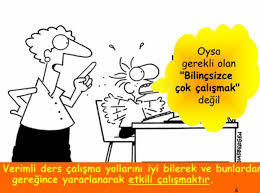 Oysa
gerekli olan
"Bilinçsizce
çok çalışmak"
değil
Verimli ders çalışma yollarını iyi bilerek ve bunlardan
gereğince yararlanarak etkili çalışmaktır.